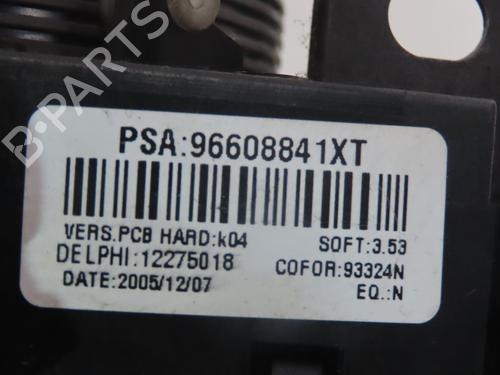 PSA:96608841XT
VERS.PCB HARD:k04 SOFT:3.53
DELPHI:12275018 COFOR:93324N
DATE:2005/12/07 EQ.:N
B-PARTS